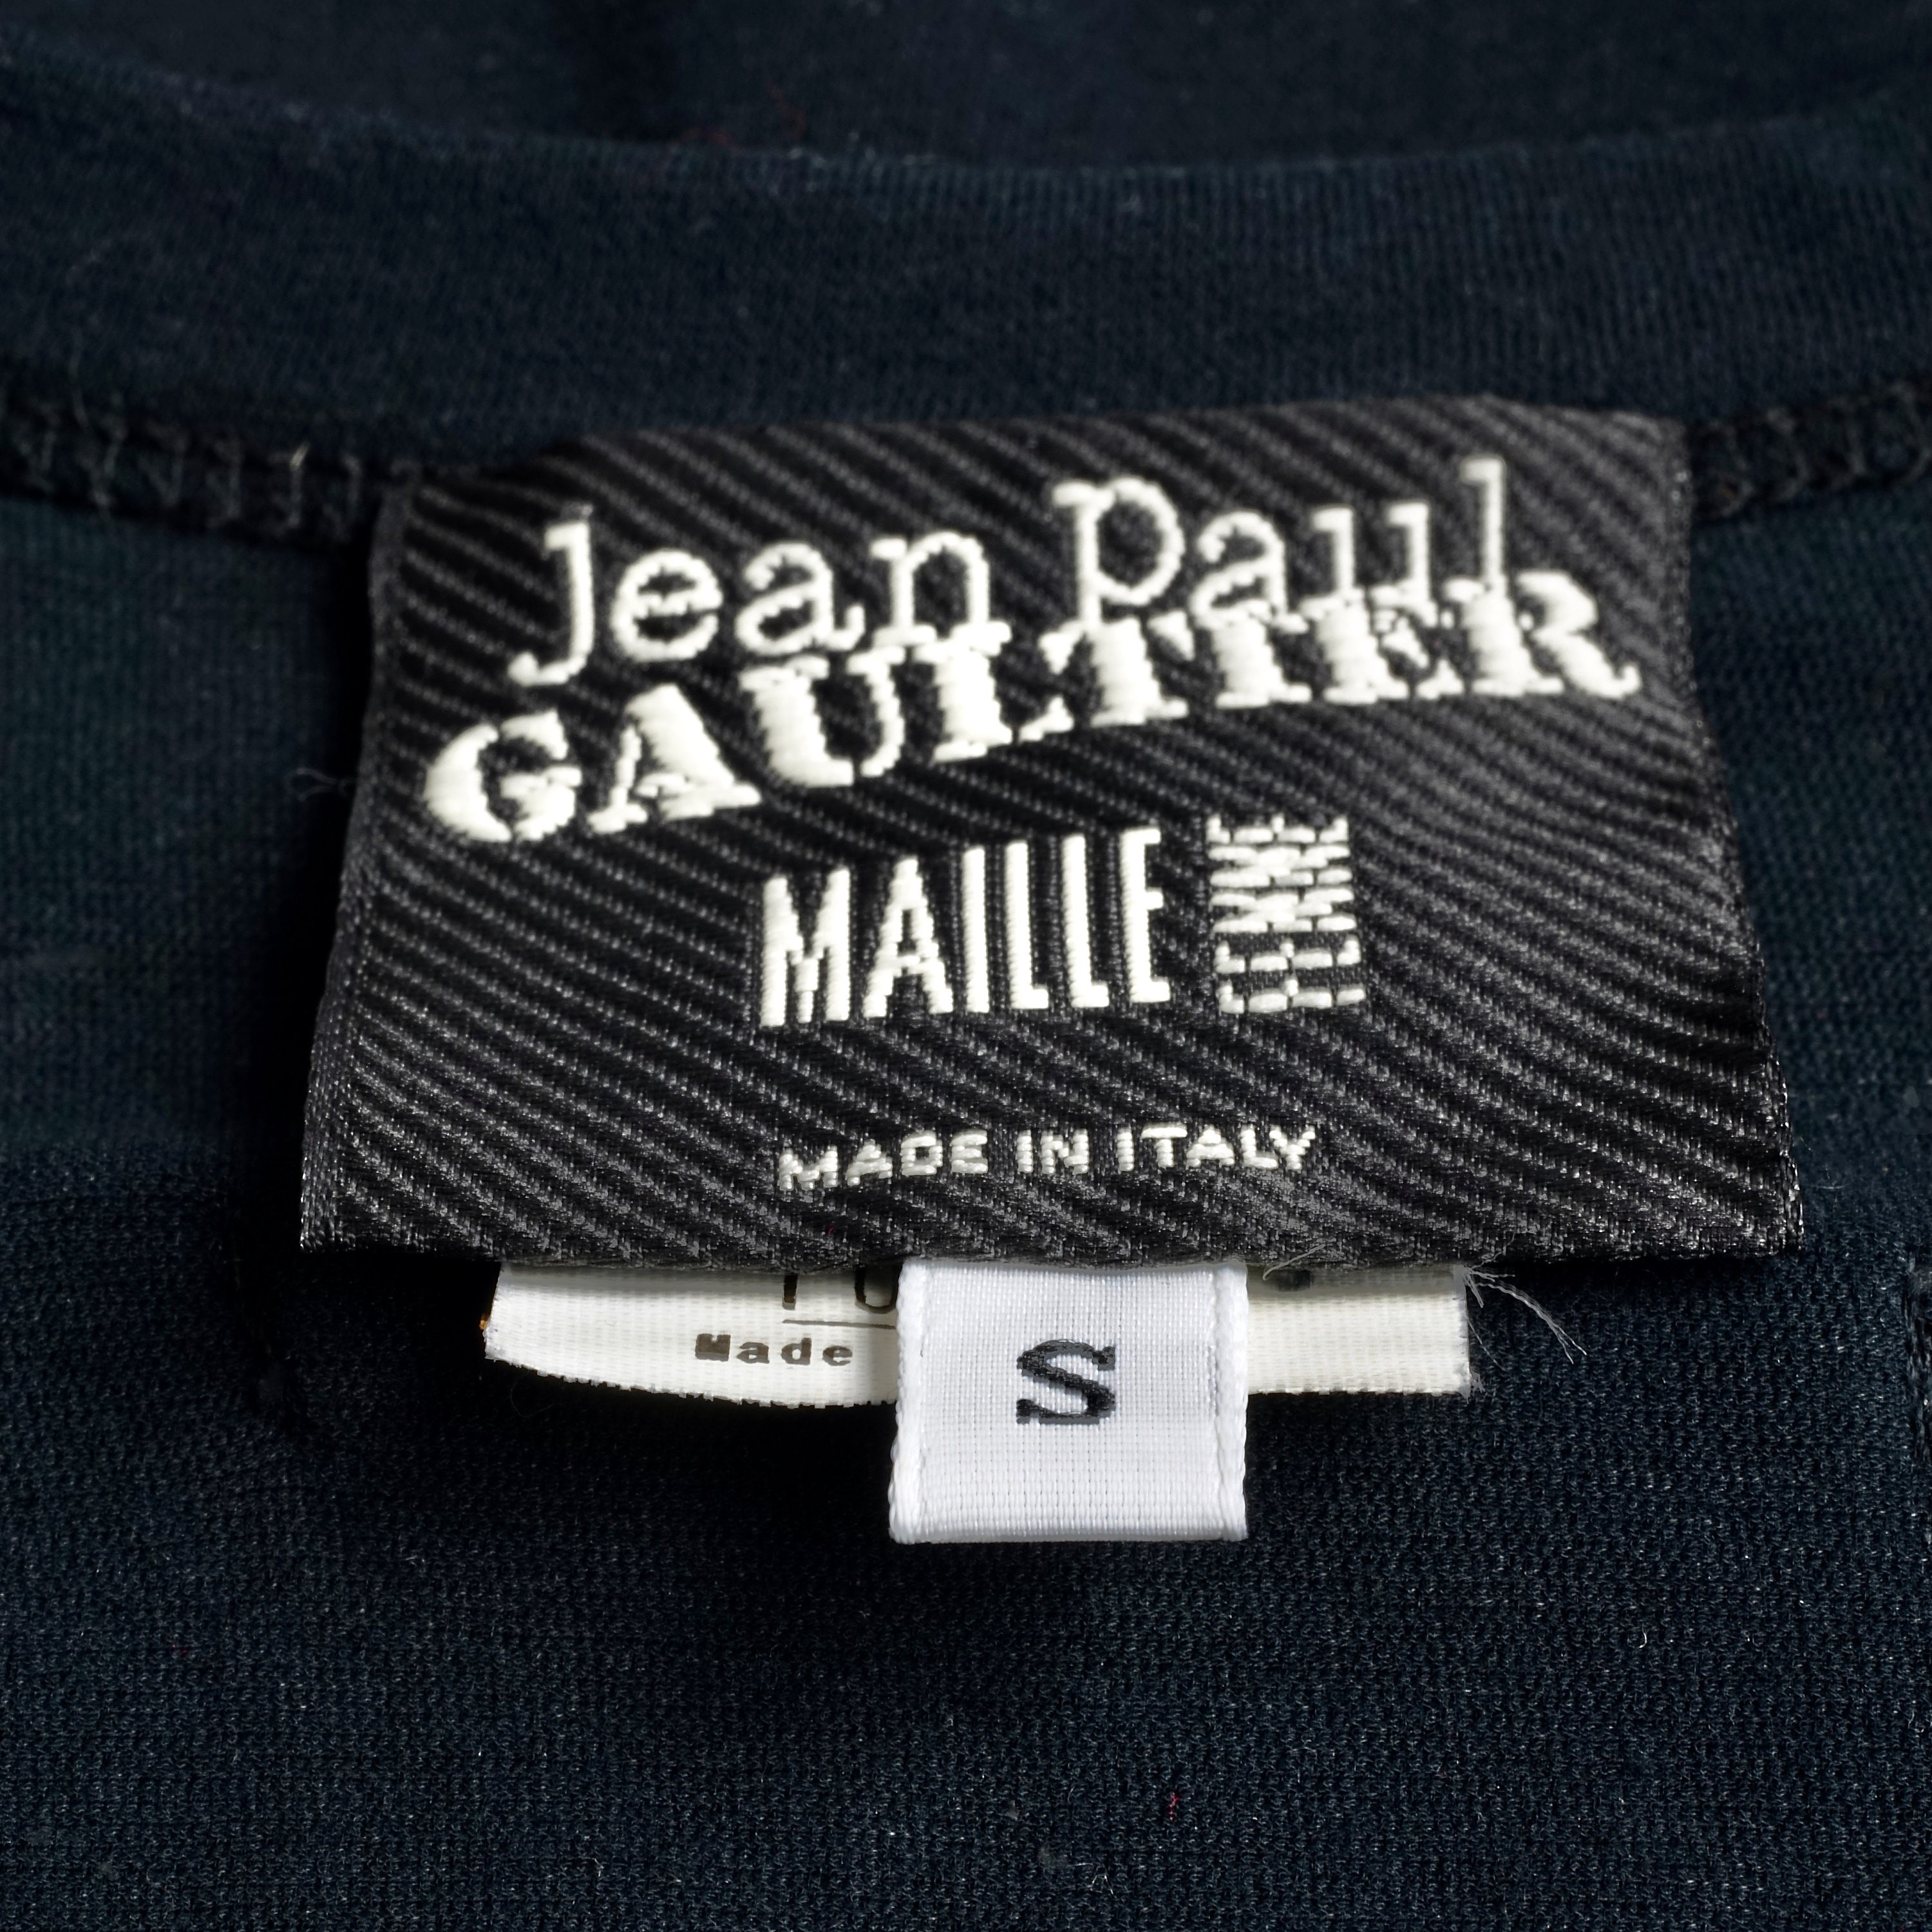 Jean Paul
GAULTIER
MAILLE FEMME
MADE IN ITALY
Made
S